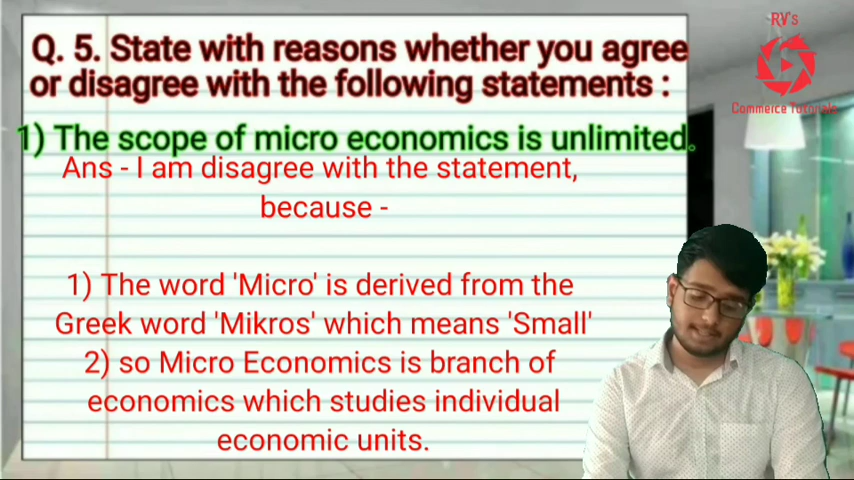 RV's
Commerce Tutorials
Q. 5. State with reasons whether you agree
or disagree with the following statements :
1) The scope of micro economics is unlimited.
Ans - I am disagree with the statement,
because -
1) The word 'Micro' is derived from the
Greek word 'Mikros' which means 'Small'
2) so Micro Economics is branch of
economics which studies individual
economic units.